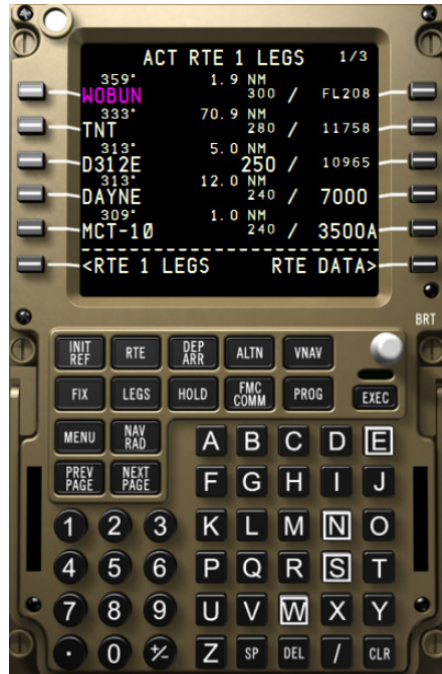 ACT RTE 1 LEGS 1/3
359° 1.9 NM
WOBUN 300 / FL208
333° 70.9 NM
TNT 280 / 11758
313° 5.0 NM
D312E 250 / 10965
313° 12.0 NM
DAYNE 240 / 7000
309° 1.0 NM
MCT-10 240 / 3500A
<RTE 1 LEGS RTE DATA>
BRT
INIT REF RTE DEP ARR ALTN VNAV
FIX LEGS HOLD FMC COMM PROG EXEC
MENU NAV RAD A B C D E
PREV PAGE NEXT PAGE F G H I J
1 2 3 K L M N O
4 5 6 P Q R S T
7 8 9 U V W X Y
. 0 +/- Z SP DEL / CLR